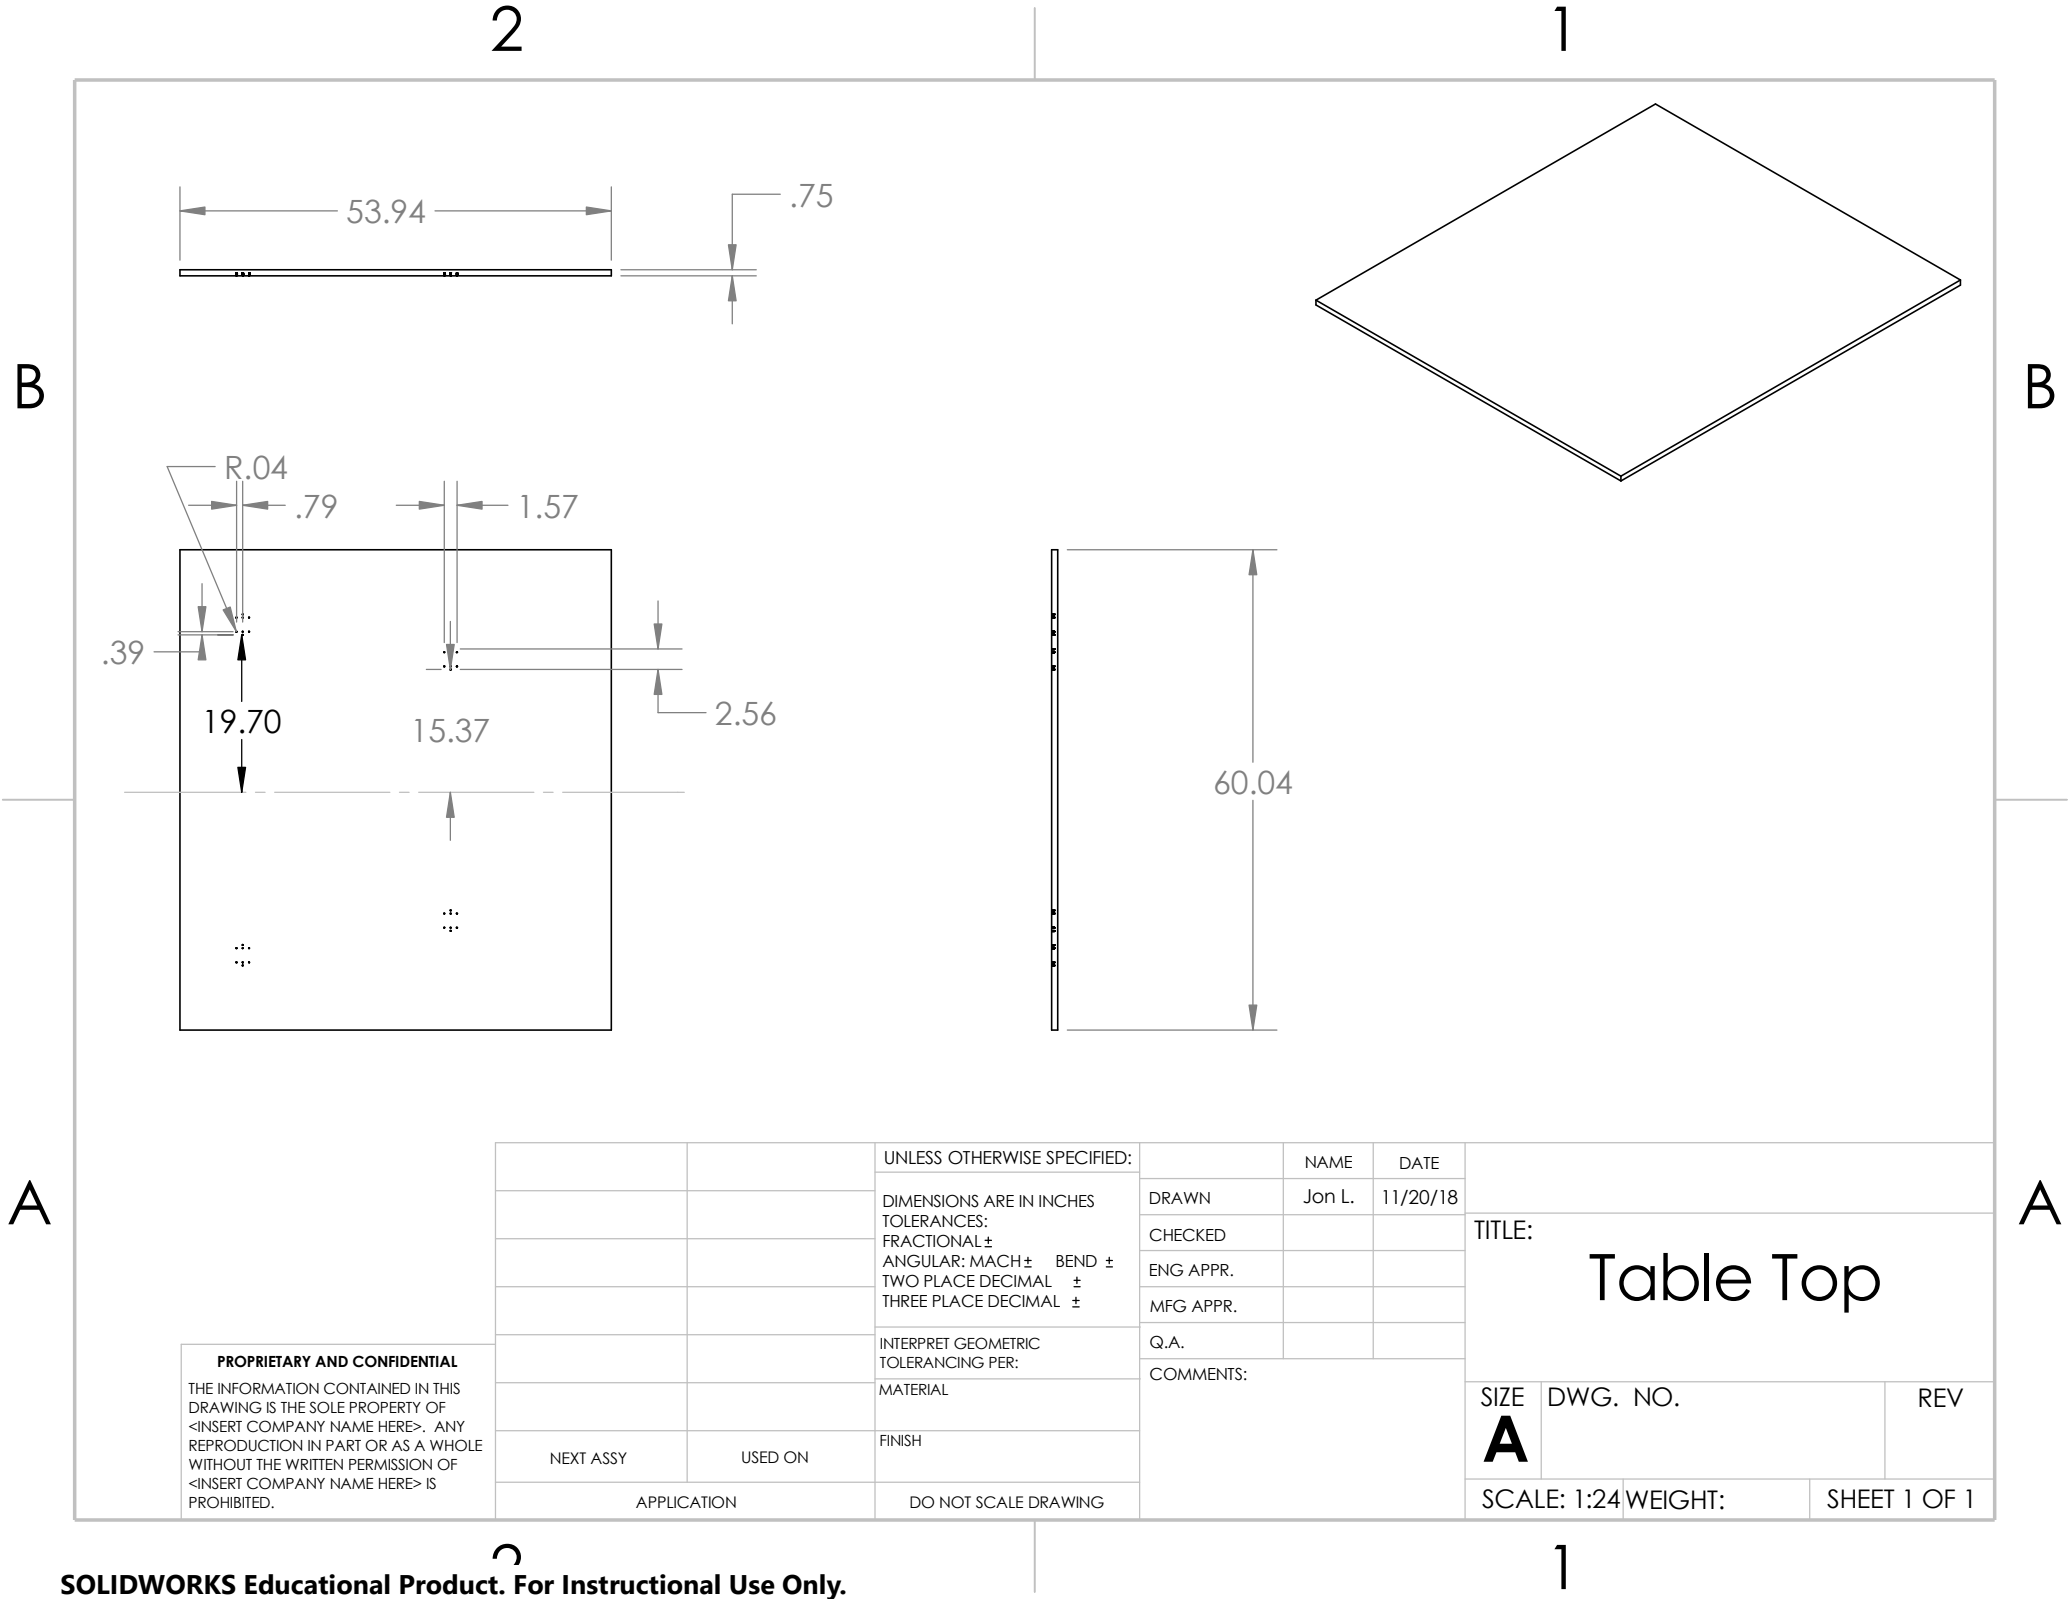 2
1
53.94
.75
B
B
R.04
.79
1.57
.39
19.70
15.37
2.56
60.04
A
A
UNLESS OTHERWISE SPECIFIED:
DIMENSIONS ARE IN INCHES
TOLERANCES:
FRACTIONAL ±
ANGULAR: MACH ± BEND ±
TWO PLACE DECIMAL ±
THREE PLACE DECIMAL ±
INTERPRET GEOMETRIC
TOLERANCING PER:
MATERIAL
FINISH
DO NOT SCALE DRAWING
NAME DATE
DRAWN Jon L. 11/20/18
CHECKED
ENG APPR.
MFG APPR.
Q.A.
COMMENTS:
TITLE:
Table Top
SIZE DWG. NO. REV
A
SCALE: 1:24 WEIGHT: SHEET 1 OF 1
PROPRIETARY AND CONFIDENTIAL
THE INFORMATION CONTAINED IN THIS
DRAWING IS THE SOLE PROPERTY OF
<INSERT COMPANY NAME HERE>. ANY
REPRODUCTION IN PART OR AS A WHOLE
WITHOUT THE WRITTEN PERMISSION OF
<INSERT COMPANY NAME HERE> IS
PROHIBITED.
NEXT ASSY USED ON
APPLICATION
2
1
SOLIDWORKS Educational Product. For Instructional Use Only.